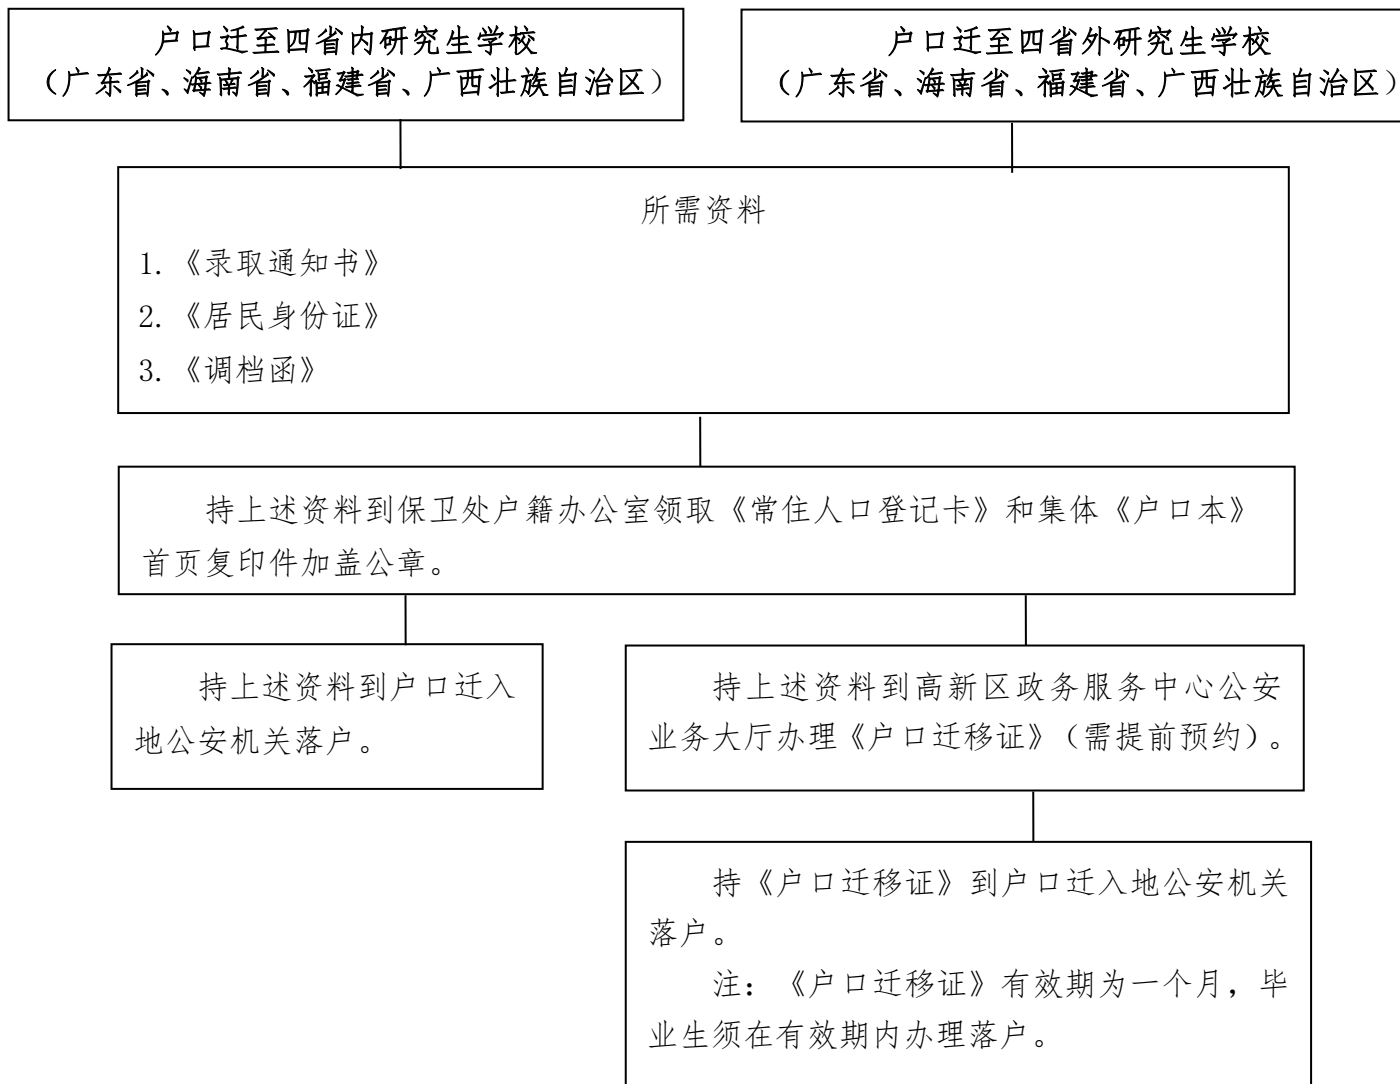 户口迁至四省内研究生学校
（广东省、海南省、福建省、广西壮族自治区）
户口迁至四省外研究生学校
（广东省、海南省、福建省、广西壮族自治区）
所需资料
1. 《录取通知书》
2. 《居民身份证》
3. 《调档函》
持上述资料到保卫处户籍办公室领取《常住人口登记卡》和集体《户口本》
首页复印件加盖公章。
持上述资料到户口迁入
地公安机关落户。
持上述资料到高新区政务服务中心公安
业务大厅办理《户口迁移证》（需提前预约）。
持《户口迁移证》到户口迁入地公安机关
落户。
注：《户口迁移证》有效期为一个月，毕
业生须在有效期内办理落户。